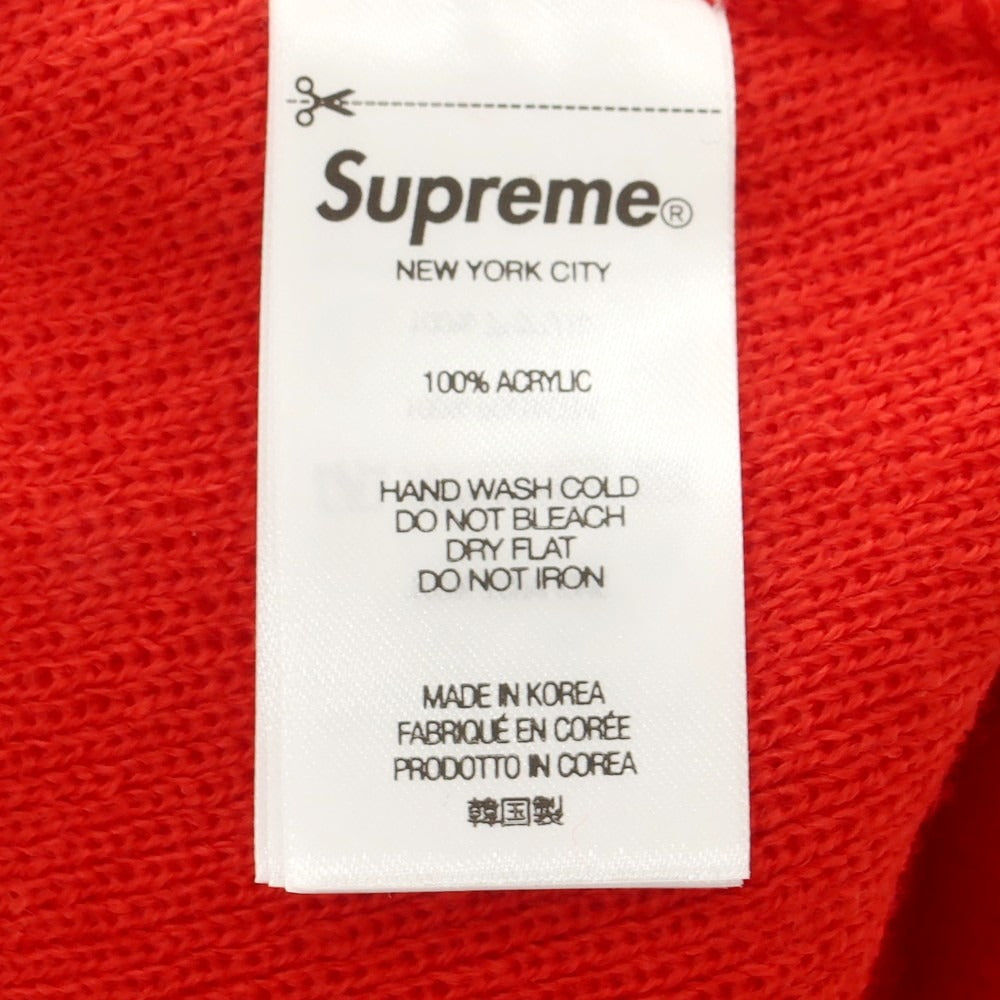 Supreme®
NEW YORK CITY
100% ACRYLIC
HAND WASH COLD
DO NOT BLEACH
DRY FLAT
DO NOT IRON
MADE IN KOREA
FABRIQUÉ EN CORÉE
PRODOTTO IN COREA
韓国製